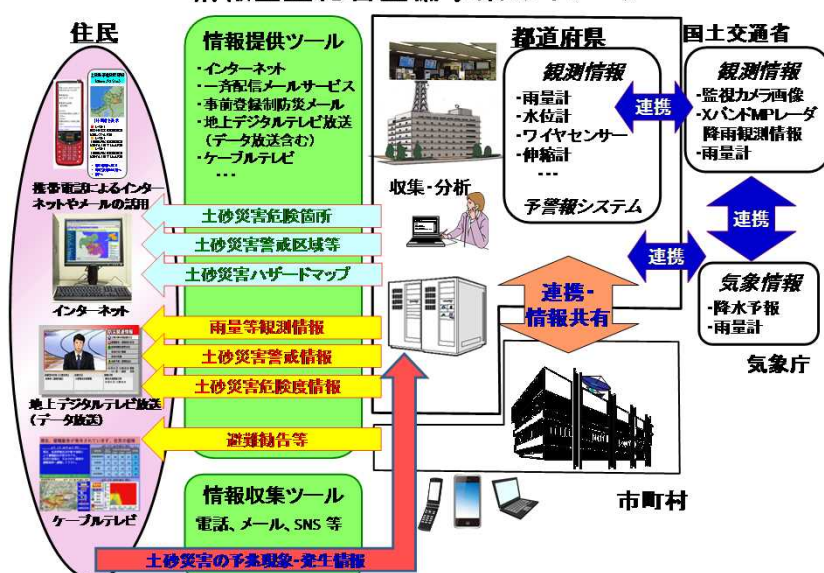 住民
携帯電話によるインター
ネットやメールの活用
インターネット
地上デジタルテレビ放送
(データ放送)
ケーブルテレビ
情報提供ツール
・インターネット
・一斉配信メールサービス
・事前登録制防災メール
・地上デジタルテレビ放送
(データ放送含む)
・ケーブルテレビ
・・・
土砂災害危険箇所
土砂災害警戒区域等
土砂災害ハザードマップ
雨量等観測情報
土砂災害警戒情報
土砂災害危険度情報
避難勧告等
情報収集ツール
電話、メール、SNS 等
土砂災害の予兆現象・発生情報
都道府県
収集・分析
観測情報
・雨量計
・水位計
・ワイヤセンサー
・伸縮計
・・・
予警報システム
連携
国土交通省
観測情報
・監視カメラ画像
・XバンドMPレーダ
降雨観測情報
・雨量計
連携
連携
気象情報
・降水予報
・雨量計
気象庁
連携・
情報共有
市町村